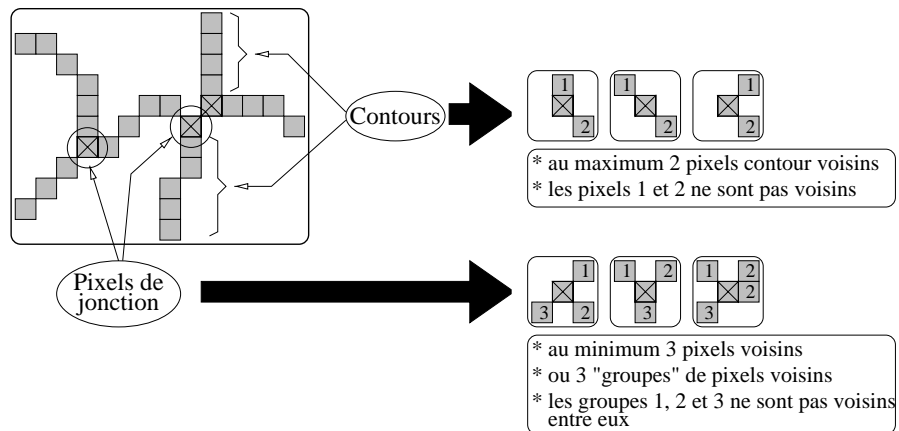 Contours
1
2
1
2
1
2
* au maximum 2 pixels contour voisins
* les pixels 1 et 2 ne sont pas voisins
Pixels de
jonction
1
3
2
1
2
3
1
2
2
3
* au minimum 3 pixels voisins
* ou 3 "groupes" de pixels voisins
* les groupes 1, 2 et 3 ne sont pas voisins
entre eux